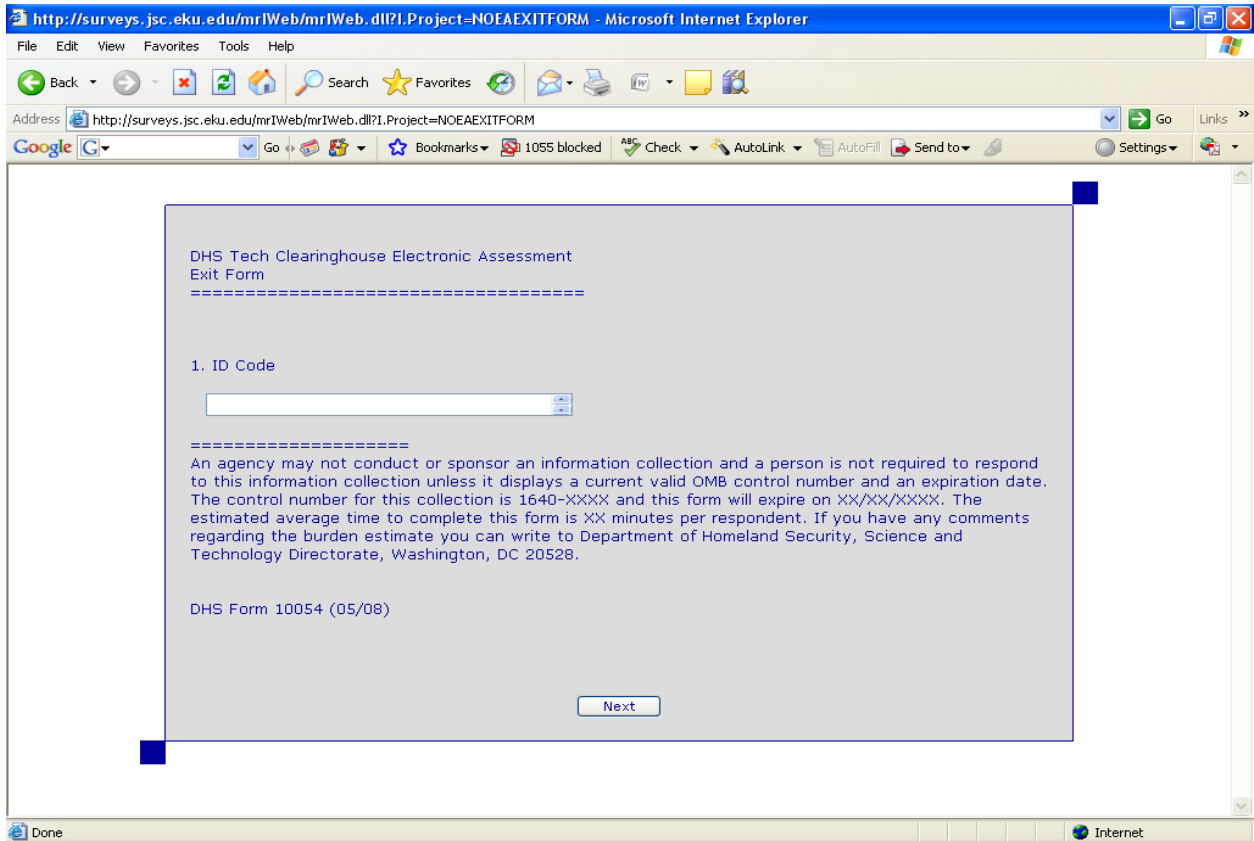 http://surveys.jsc.eku.edu/mrIWeb/mrIWeb.dll?I.Project=NOEAEXITFORM - Microsoft Internet Explorer
File Edit View Favorites Tools Help
Back Search Favorites
Address http://surveys.jsc.eku.edu/mrIWeb/mrIWeb.dll?I.Project=NOEAEXITFORM Go Links »
Google G Go Bookmarks 1055 blocked ABC Check AutoLink AutoFill Send to Settings
DHS Tech Clearinghouse Electronic Assessment
Exit Form
====================================
1. ID Code
====================
An agency may not conduct or sponsor an information collection and a person is not required to respond
to this information collection unless it displays a current valid OMB control number and an expiration date.
The control number for this collection is 1640-XXXX and this form will expire on XX/XX/XXXX. The
estimated average time to complete this form is XX minutes per respondent. If you have any comments
regarding the burden estimate you can write to Department of Homeland Security, Science and
Technology Directorate, Washington, DC 20528.
DHS Form 10054 (05/08)
Next
Done Internet